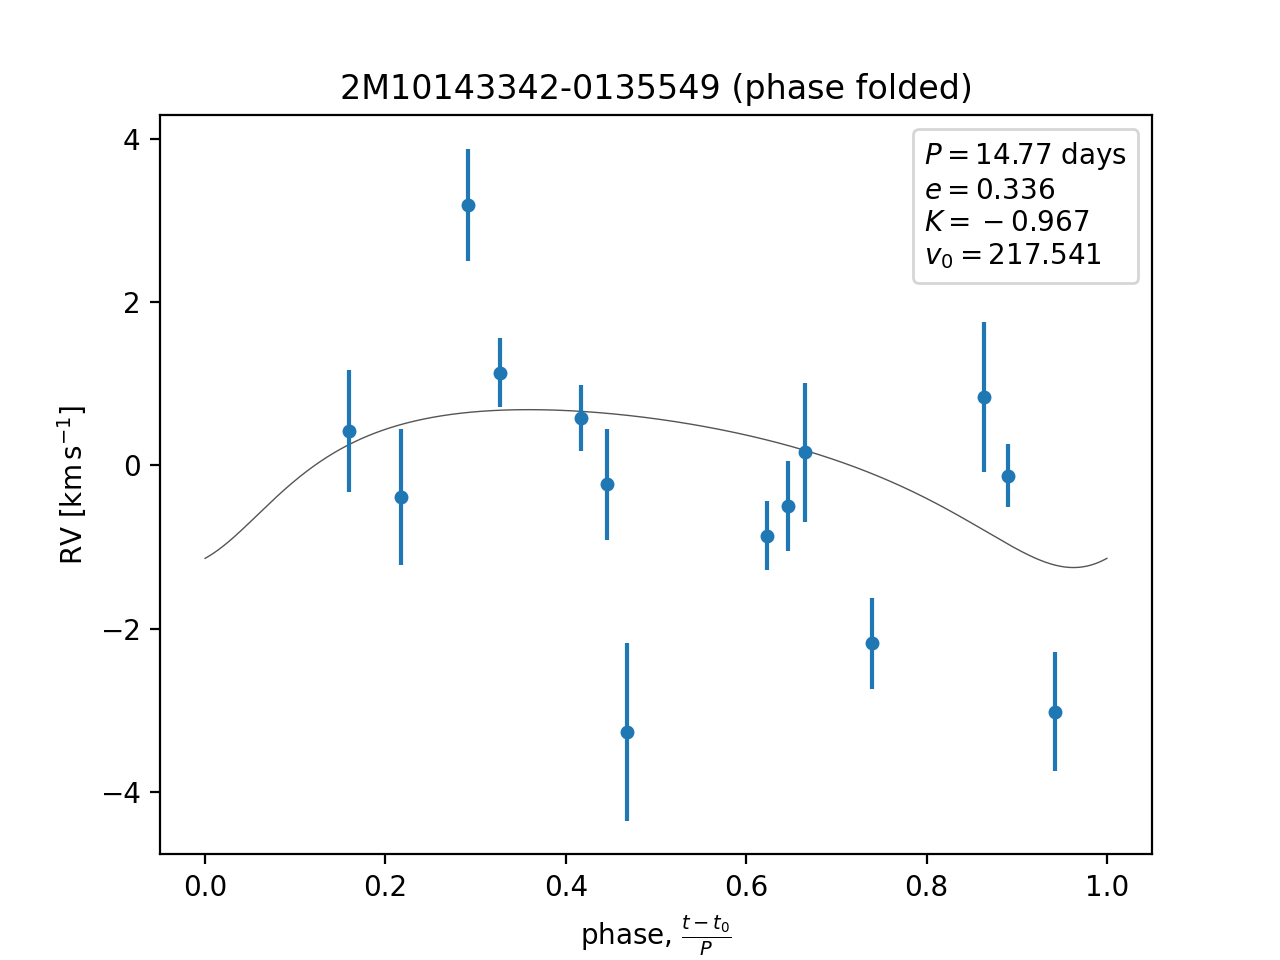 2M10143342-0135549 (phase folded)
P = 14.77 days
e = 0.336
K = −0.967
v₀ = 217.541
4
2
0
−2
−4
RV [km s⁻¹]
0.0 0.2 0.4 0.6 0.8 1.0
phase, (t − t₀)/P